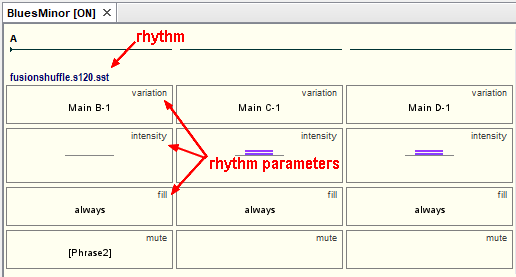 BluesMinor [ON]
rhythm
A
fusionshuffle.s120.sst
variation variation variation
Main B-1 Main C-1 Main D-1
intensity intensity intensity
rhythm parameters
fill fill fill
always always always
mute mute mute
[Phrase2]